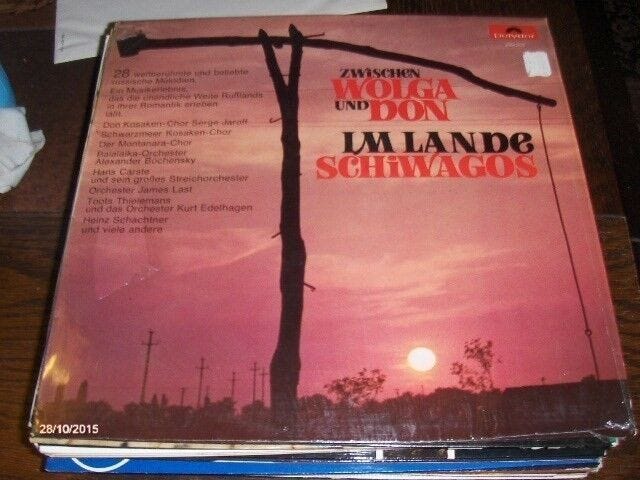 Polydor
ZWISCHEN
WOLGA
UND DON
IM LANDE
SCHIWAGOS
28 weltberühmte und beliebte
russische Melodien.
Ein Musikerlebnis,
das die unendliche Weite Rußlands
in ihrer Romantik erleben
läßt.
Don Kosaken-Chor Serge Jaroff
Schwarzmeer Kosaken-Chor
Der Montanara-Chor
Balalaika-Orchester
Alexander Bochensky
Hans Carste
und sein großes Streichorchester
Orchester James Last
Toots Thielemans
und das Orchester Kurt Edelhagen
Heinz Schachtner
und viele andere
28/10/2015